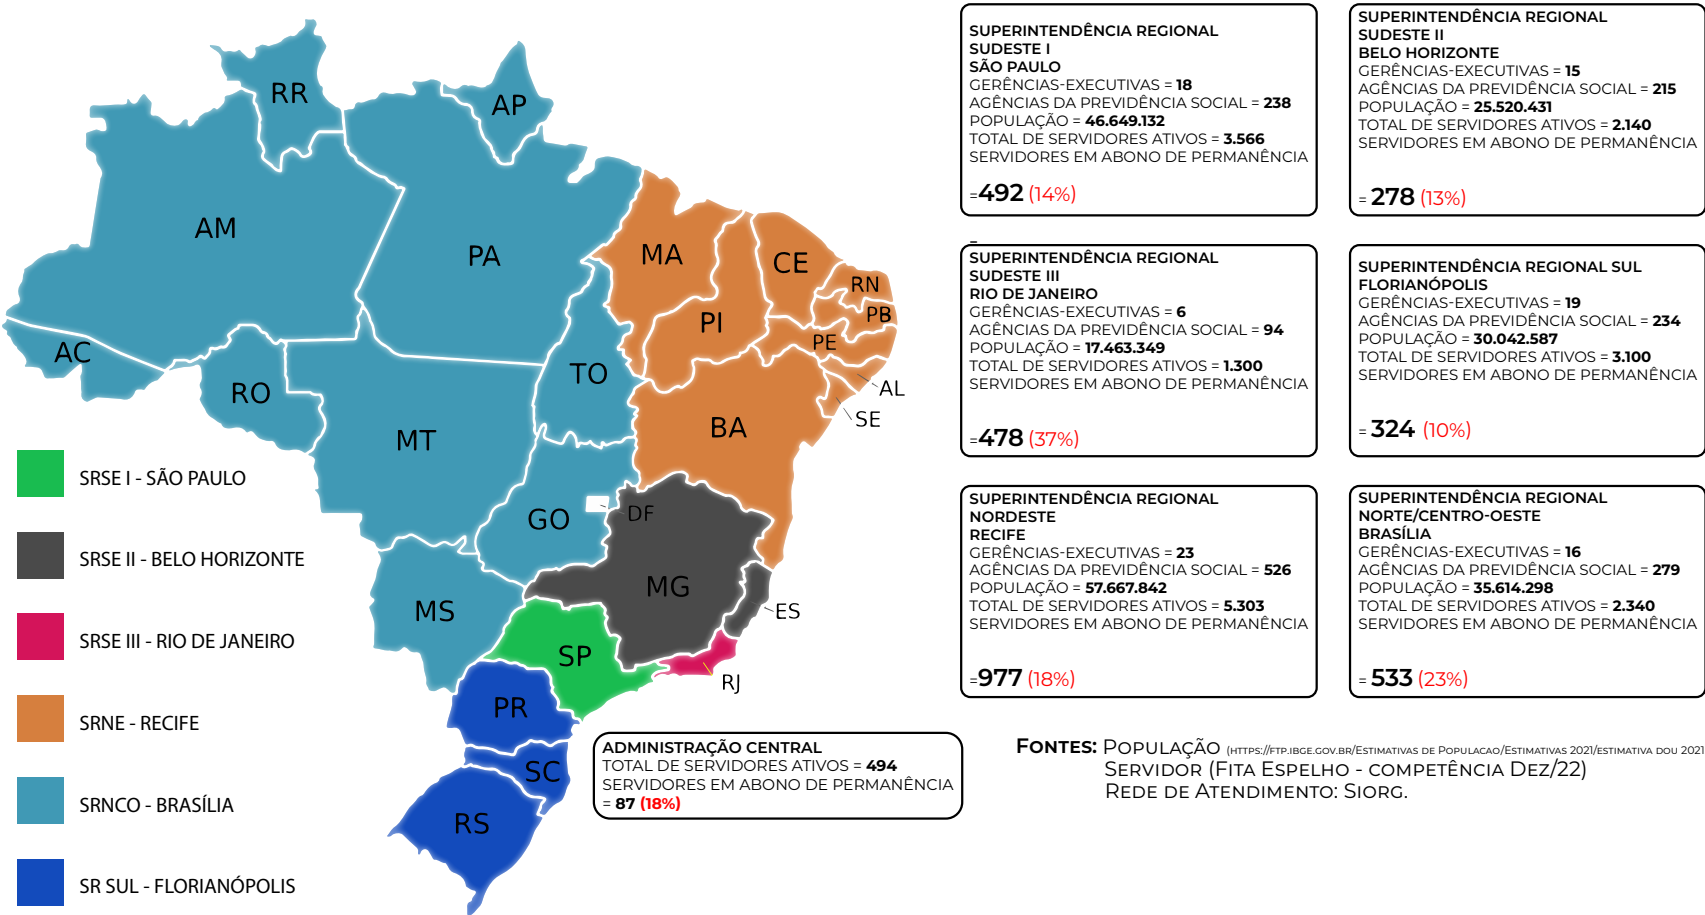 RR
AP
AM
PA
MA
CE
RN
PB
PI
PE
AC
RO
TO
AL
SE
MT
BA
GO
DF
MS
MG
ES
SP
RJ
PR
SC
RS
SRSE I - SÃO PAULO
SRSE II - BELO HORIZONTE
SRSE III - RIO DE JANEIRO
SRNE - RECIFE
SRNCO - BRASÍLIA
SR SUL - FLORIANÓPOLIS
SUPERINTENDÊNCIA REGIONAL
SUDESTE I
SÃO PAULO
GERÊNCIAS-EXECUTIVAS = 18
AGÊNCIAS DA PREVIDÊNCIA SOCIAL = 238
POPULAÇÃO = 46.649.132
TOTAL DE SERVIDORES ATIVOS = 3.566
SERVIDORES EM ABONO DE PERMANÊNCIA
=492 (14%)
SUPERINTENDÊNCIA REGIONAL
SUDESTE II
BELO HORIZONTE
GERÊNCIAS-EXECUTIVAS = 15
AGÊNCIAS DA PREVIDÊNCIA SOCIAL = 215
POPULAÇÃO = 25.520.431
TOTAL DE SERVIDORES ATIVOS = 2.140
SERVIDORES EM ABONO DE PERMANÊNCIA
= 278 (13%)
SUPERINTENDÊNCIA REGIONAL
SUDESTE III
RIO DE JANEIRO
GERÊNCIAS-EXECUTIVAS = 6
AGÊNCIAS DA PREVIDÊNCIA SOCIAL = 94
POPULAÇÃO = 17.463.349
TOTAL DE SERVIDORES ATIVOS = 1.300
SERVIDORES EM ABONO DE PERMANÊNCIA
=478 (37%)
SUPERINTENDÊNCIA REGIONAL SUL
FLORIANÓPOLIS
GERÊNCIAS-EXECUTIVAS = 19
AGÊNCIAS DA PREVIDÊNCIA SOCIAL = 234
POPULAÇÃO = 30.042.587
TOTAL DE SERVIDORES ATIVOS = 3.100
SERVIDORES EM ABONO DE PERMANÊNCIA
= 324 (10%)
SUPERINTENDÊNCIA REGIONAL
NORDESTE
RECIFE
GERÊNCIAS-EXECUTIVAS = 23
AGÊNCIAS DA PREVIDÊNCIA SOCIAL = 526
POPULAÇÃO = 57.667.842
TOTAL DE SERVIDORES ATIVOS = 5.303
SERVIDORES EM ABONO DE PERMANÊNCIA
=977 (18%)
SUPERINTENDÊNCIA REGIONAL
NORTE/CENTRO-OESTE
BRASÍLIA
GERÊNCIAS-EXECUTIVAS = 16
AGÊNCIAS DA PREVIDÊNCIA SOCIAL = 279
POPULAÇÃO = 35.614.298
TOTAL DE SERVIDORES ATIVOS = 2.340
SERVIDORES EM ABONO DE PERMANÊNCIA
= 533 (23%)
ADMINISTRAÇÃO CENTRAL
TOTAL DE SERVIDORES ATIVOS = 494
SERVIDORES EM ABONO DE PERMANÊNCIA
= 87 (18%)
FONTES: POPULAÇÃO (HTTPS://FTP.IBGE.GOV.BR/ESTIMATIVAS DE POPULACAO/ESTIMATIVAS 2021/ESTIMATIVA DOU 2021
SERVIDOR (FITA ESPELHO - COMPETÊNCIA DEZ/22)
REDE DE ATENDIMENTO: SIORG.